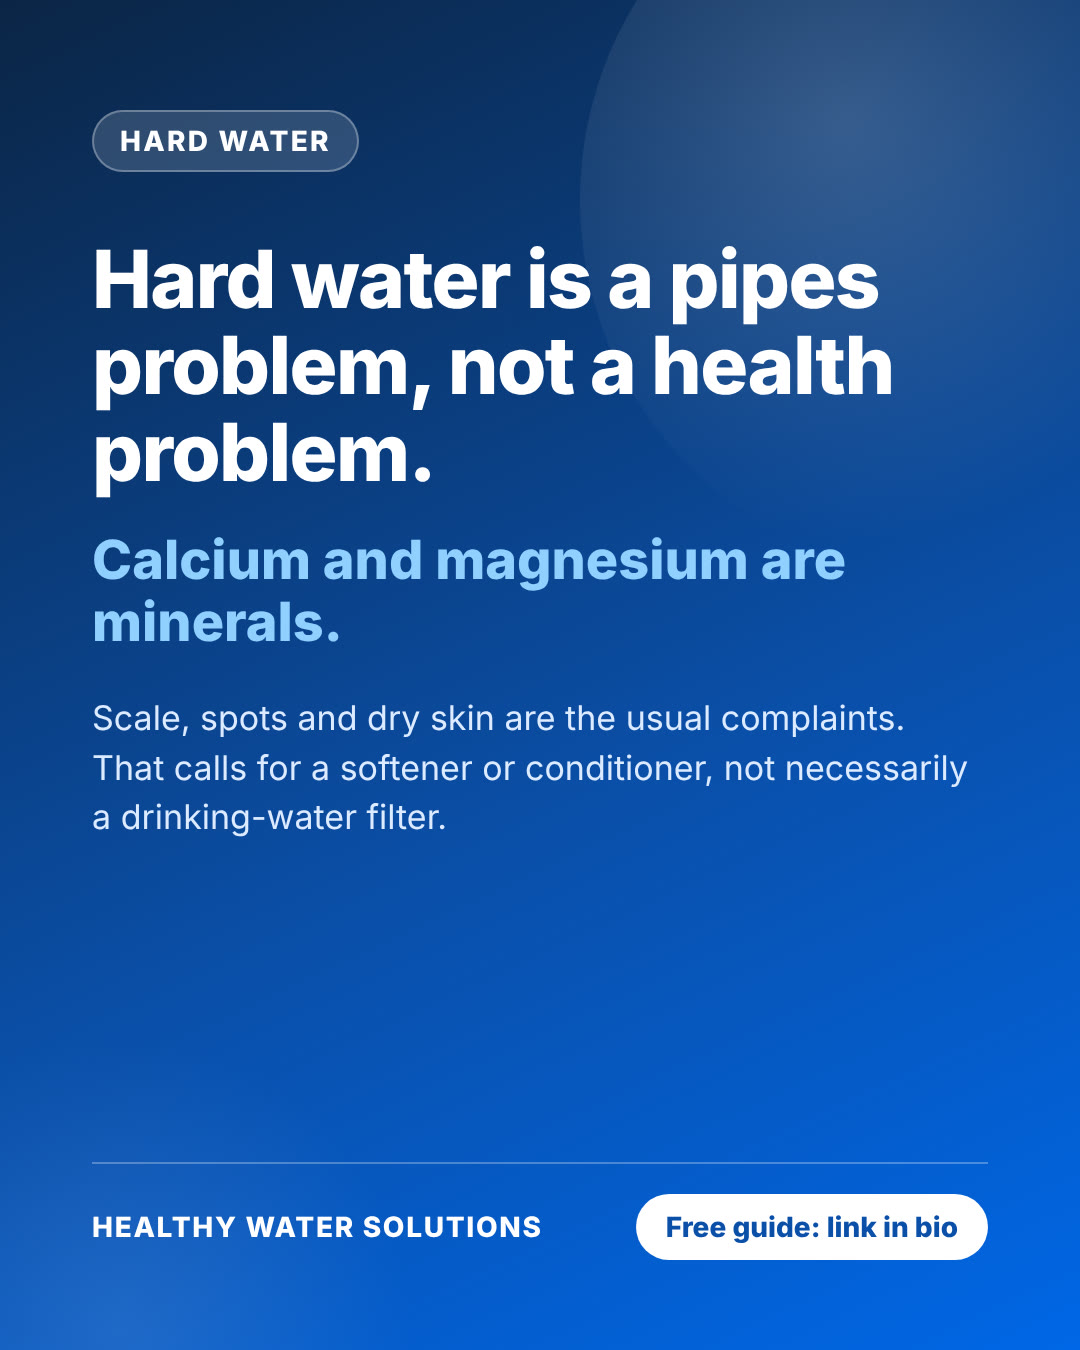 HARD WATER
Hard water is a pipes
problem, not a health
problem.
Calcium and magnesium are
minerals.
Scale, spots and dry skin are the usual complaints.
That calls for a softener or conditioner, not necessarily
a drinking-water filter.
HEALTHY WATER SOLUTIONS
Free guide: link in bio